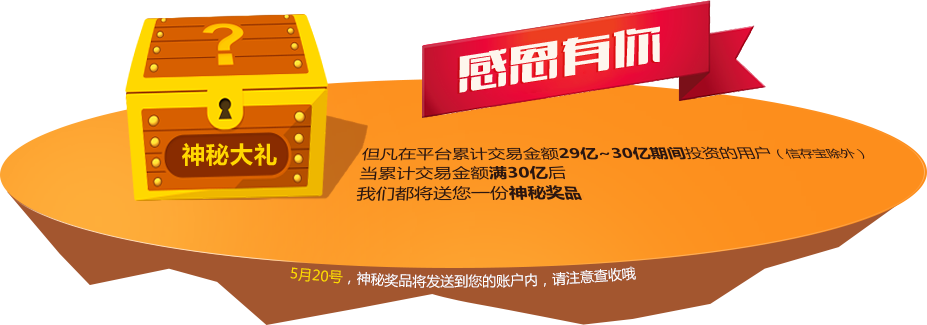 感恩有你
?
神秘大礼
但凡在平台累计交易金额29亿~30亿期间投资的用户（信存宝除外）
当累计交易金额满30亿后
我们都将送您一份神秘奖品
5月20号，神秘奖品将发送到您的账户内，请注意查收哦